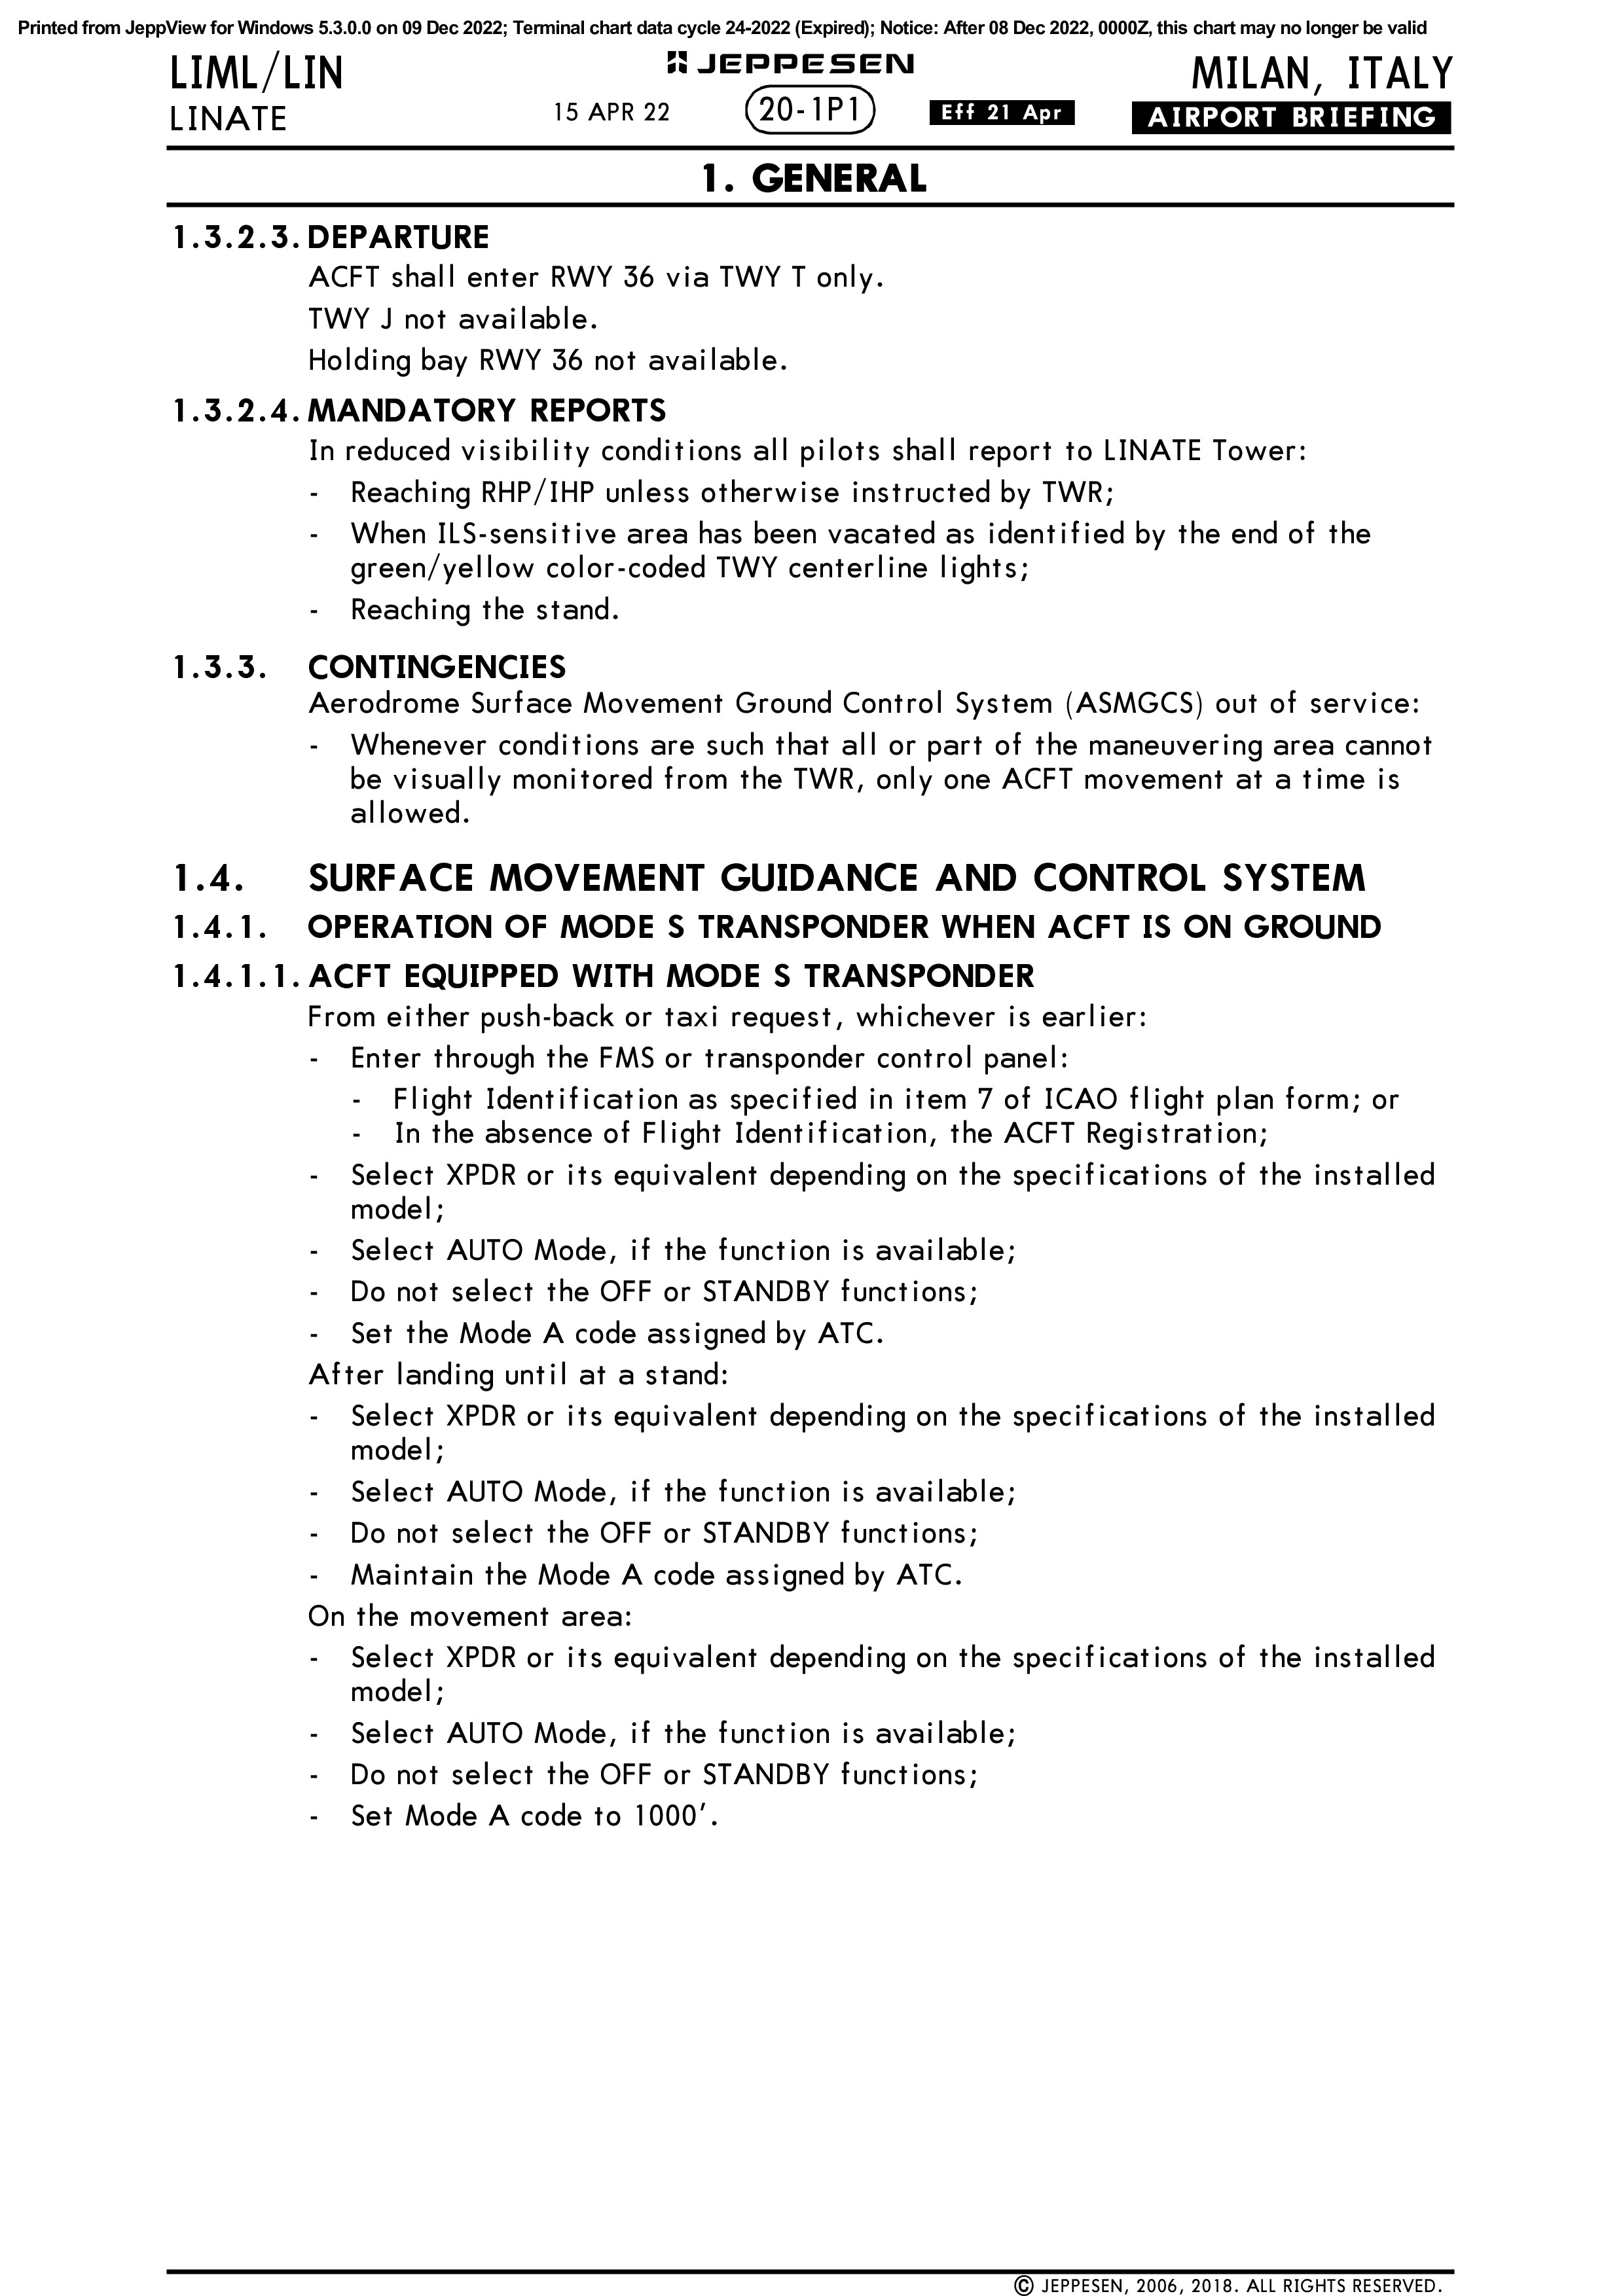 Printed from JeppView for Windows 5.3.0.0 on 09 Dec 2022; Terminal chart data cycle 24-2022 (Expired); Notice: After 08 Dec 2022, 0000Z, this chart may no longer be valid
LIML/LIN
JEPPESEN
MILAN, ITALY
LINATE
15 APR 22
20-1P1
Eff 21 Apr
AIRPORT BRIEFING
1. GENERAL
1.3.2.3. DEPARTURE
ACFT shall enter RWY 36 via TWY T only.
TWY J not available.
Holding bay RWY 36 not available.
1.3.2.4. MANDATORY REPORTS
In reduced visibility conditions all pilots shall report to LINATE Tower:
- Reaching RHP/IHP unless otherwise instructed by TWR;
- When ILS-sensitive area has been vacated as identified by the end of the
green/yellow color-coded TWY centerline lights;
- Reaching the stand.
1.3.3. CONTINGENCIES
Aerodrome Surface Movement Ground Control System (ASMGCS) out of service:
- Whenever conditions are such that all or part of the maneuvering area cannot
be visually monitored from the TWR, only one ACFT movement at a time is
allowed.
1.4. SURFACE MOVEMENT GUIDANCE AND CONTROL SYSTEM
1.4.1. OPERATION OF MODE S TRANSPONDER WHEN ACFT IS ON GROUND
1.4.1.1. ACFT EQUIPPED WITH MODE S TRANSPONDER
From either push-back or taxi request, whichever is earlier:
- Enter through the FMS or transponder control panel:
- Flight Identification as specified in item 7 of ICAO flight plan form; or
- In the absence of Flight Identification, the ACFT Registration;
- Select XPDR or its equivalent depending on the specifications of the installed
model;
- Select AUTO Mode, if the function is available;
- Do not select the OFF or STANDBY functions;
- Set the Mode A code assigned by ATC.
After landing until at a stand:
- Select XPDR or its equivalent depending on the specifications of the installed
model;
- Select AUTO Mode, if the function is available;
- Do not select the OFF or STANDBY functions;
- Maintain the Mode A code assigned by ATC.
On the movement area:
- Select XPDR or its equivalent depending on the specifications of the installed
model;
- Select AUTO Mode, if the function is available;
- Do not select the OFF or STANDBY functions;
- Set Mode A code to 1000'.
© JEPPESEN, 2006, 2018. ALL RIGHTS RESERVED.